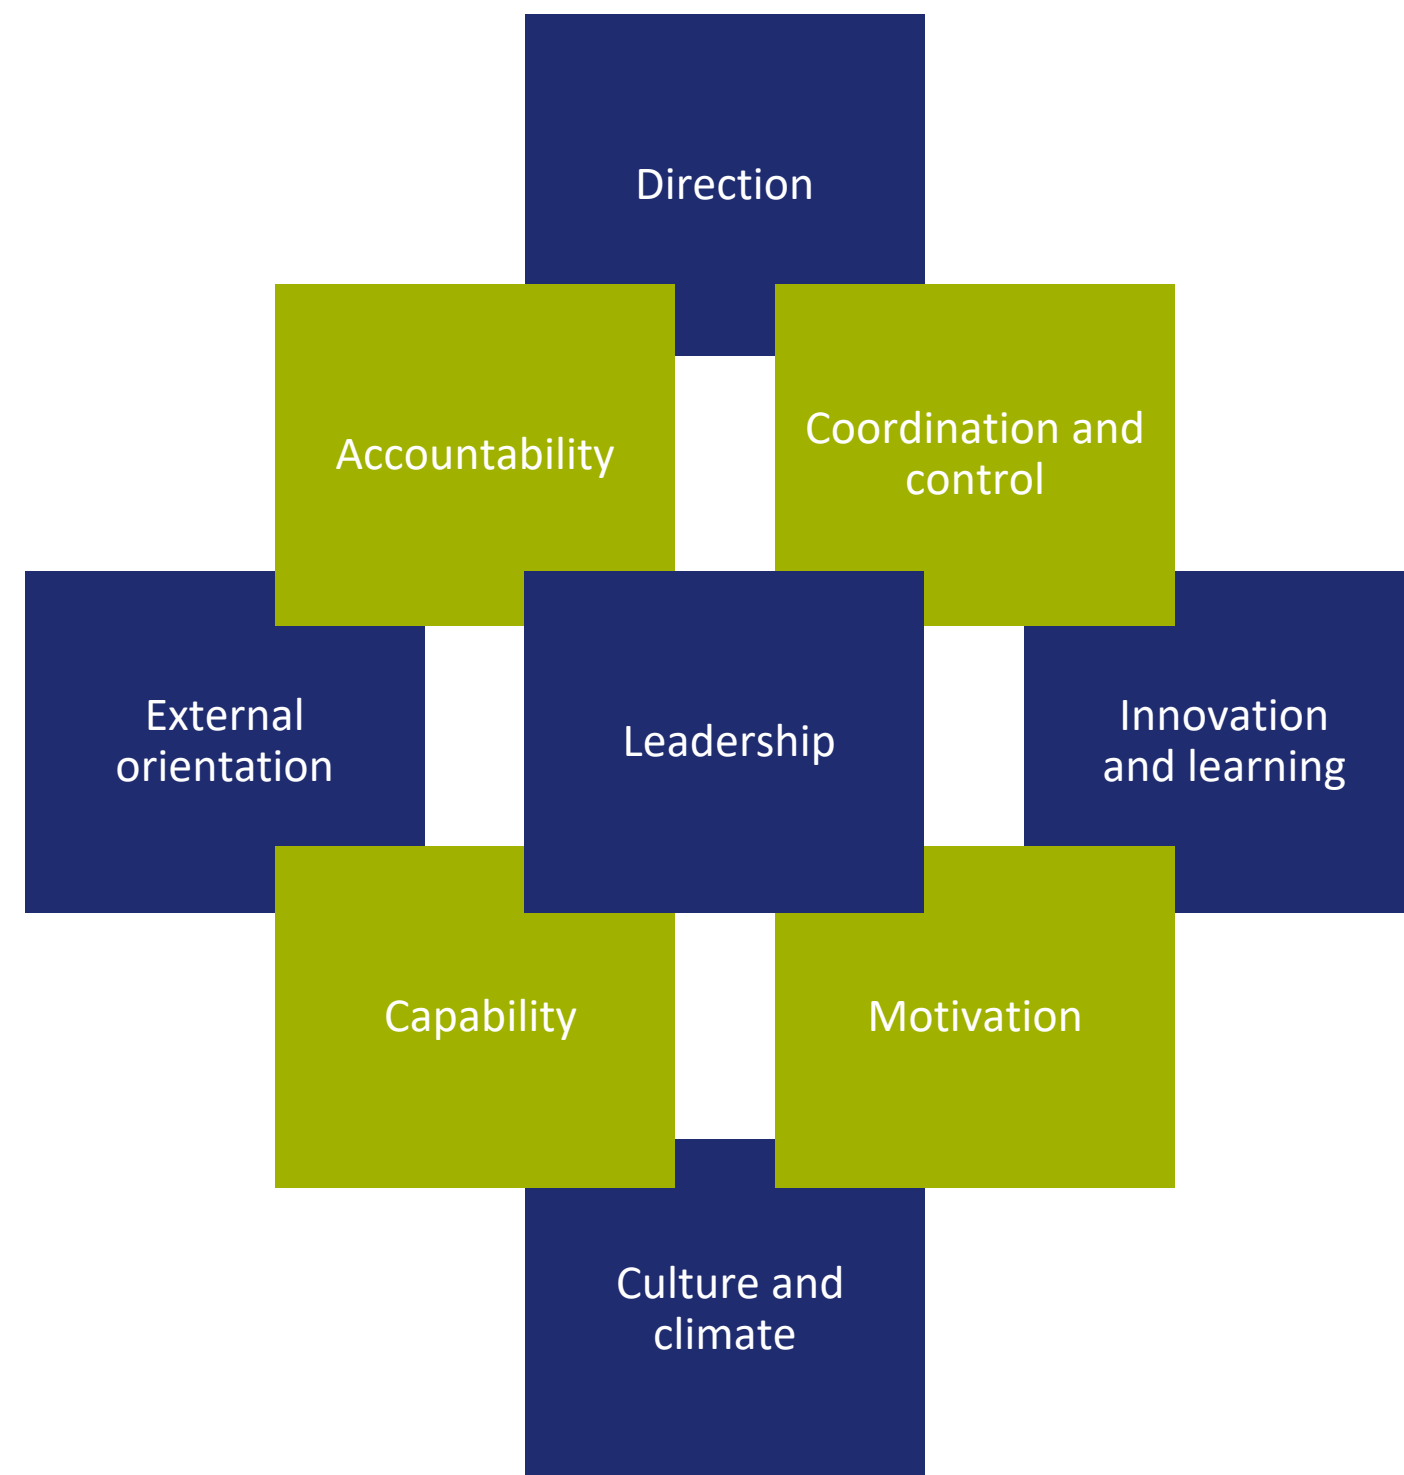 Direction
Accountability
Coordination and
control
External
orientation
Leadership
Innovation
and learning
Capability
Motivation
Culture and
climate